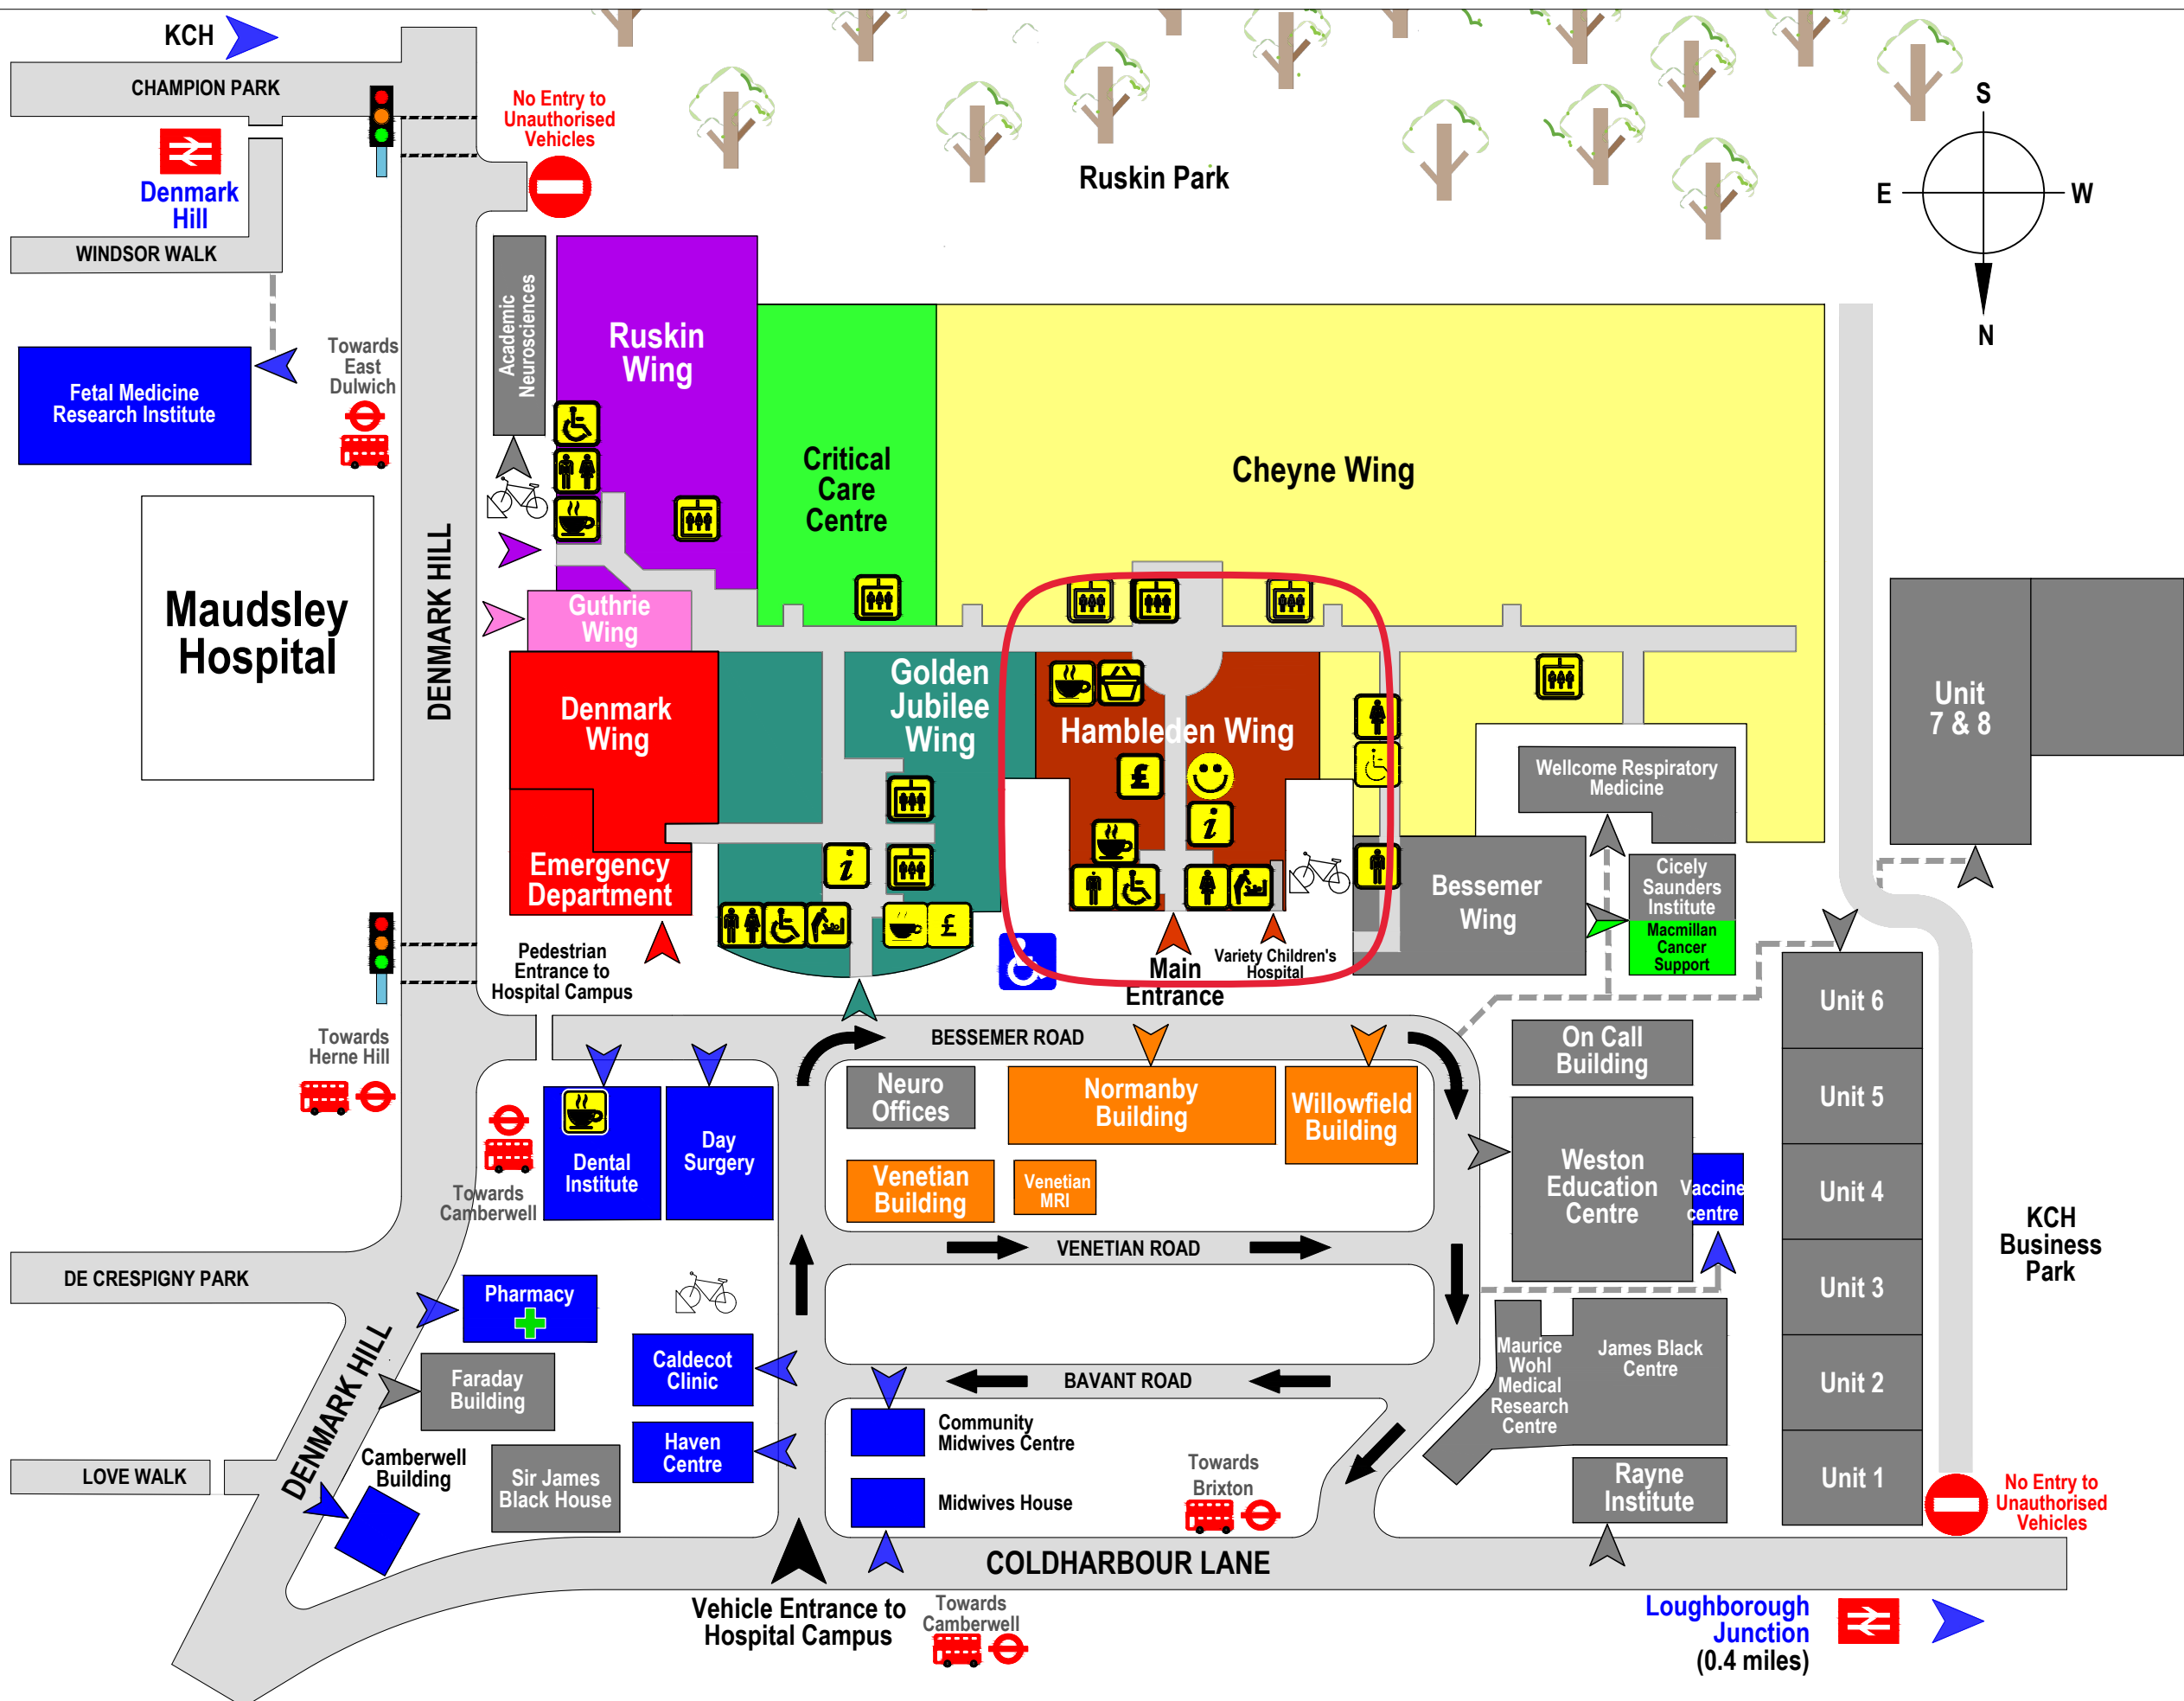 KCH
CHAMPION PARK
No Entry to
Unauthorised
Vehicles
Denmark
Hill
WINDSOR WALK
Ruskin Park
S
E
W
N
Academic
Neurosciences
Ruskin
Wing
Towards
East
Dulwich
Fetal Medicine
Research Institute
Critical
Care
Centre
Cheyne Wing
DENMARK HILL
Maudsley
Hospital
Guthrie
Wing
Denmark
Wing
Golden
Jubilee
Wing
Hambleden Wing
£
i
Unit
7 & 8
Wellcome Respiratory
Medicine
Emergency
Department
i
£
Bessemer
Wing
Cicely
Saunders
Institute
Macmillan
Cancer
Support
Pedestrian
Entrance to
Hospital Campus
Main
Entrance
Variety Children's
Hospital
Unit 6
Towards
Herne Hill
BESSEMER ROAD
Neuro
Offices
Normanby
Building
Willowfield
Building
On Call
Building
Unit 5
Dental
Institute
Day
Surgery
Towards
Camberwell
Venetian
Building
Venetian
MRI
Weston
Education
Centre
Vaccine
centre
Unit 4
KCH
Business
Park
VENETIAN ROAD
DE CRESPIGNY PARK
Pharmacy
Unit 3
DENMARK HILL
Caldecot
Clinic
Maurice
Wohl
Medical
Research
Centre
James Black
Centre
Faraday
Building
BAVANT ROAD
Unit 2
Community
Midwives Centre
Haven
Centre
Camberwell
Building
LOVE WALK
Sir James
Black House
Midwives House
Towards
Brixton
Rayne
Institute
Unit 1
No Entry to
Unauthorised
Vehicles
COLDHARBOUR LANE
Vehicle Entrance to
Hospital Campus
Towards
Camberwell
Loughborough
Junction
(0.4 miles)